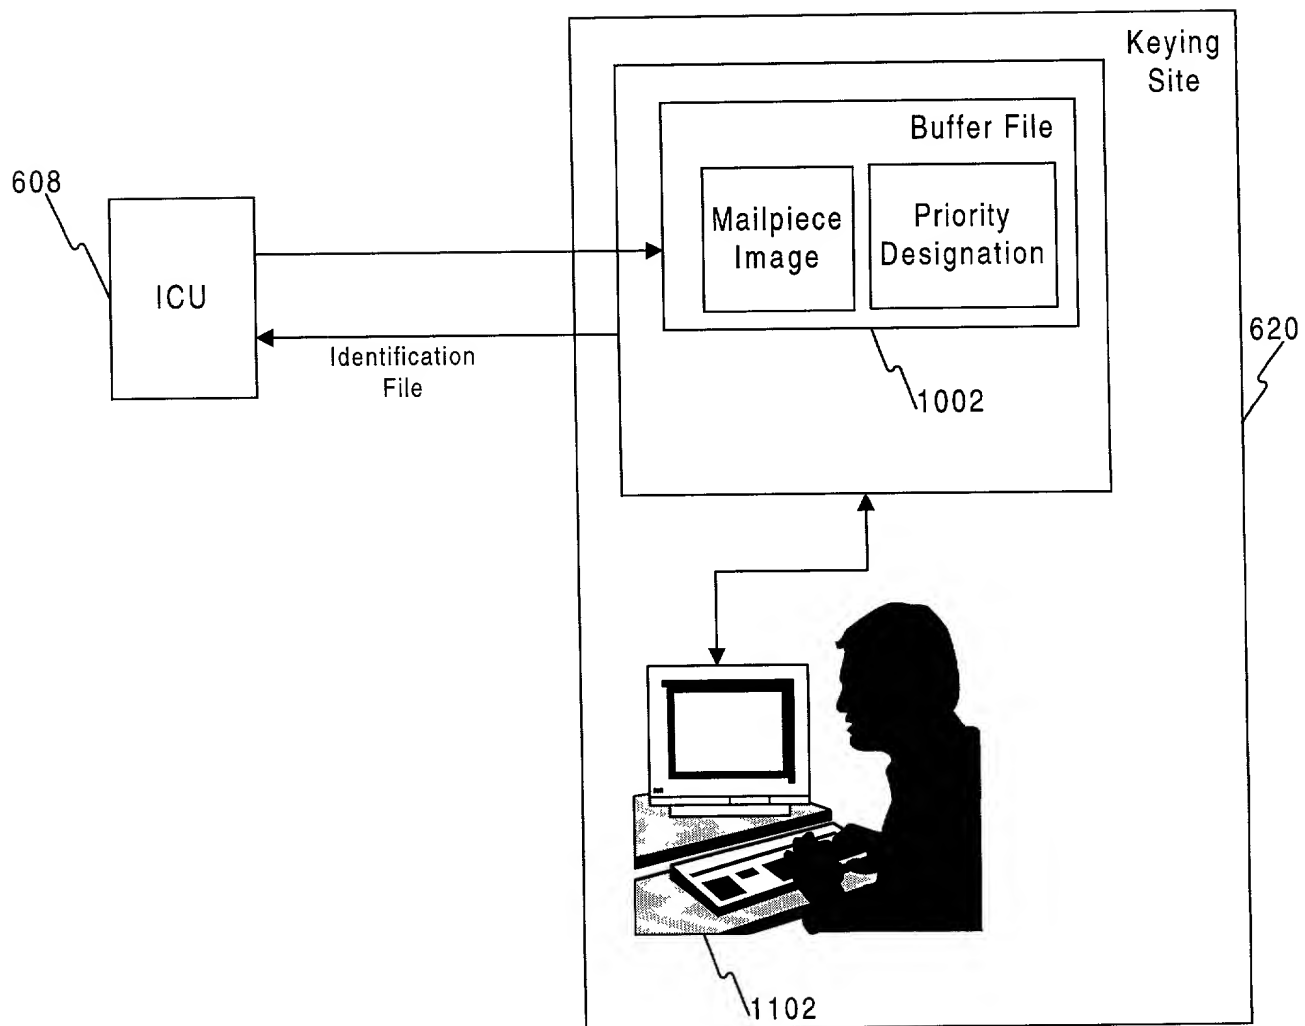 Keying
Site
Buffer File
608
Mailpiece
Image
Priority
Designation
ICU
620
Identification
File
1002
1102